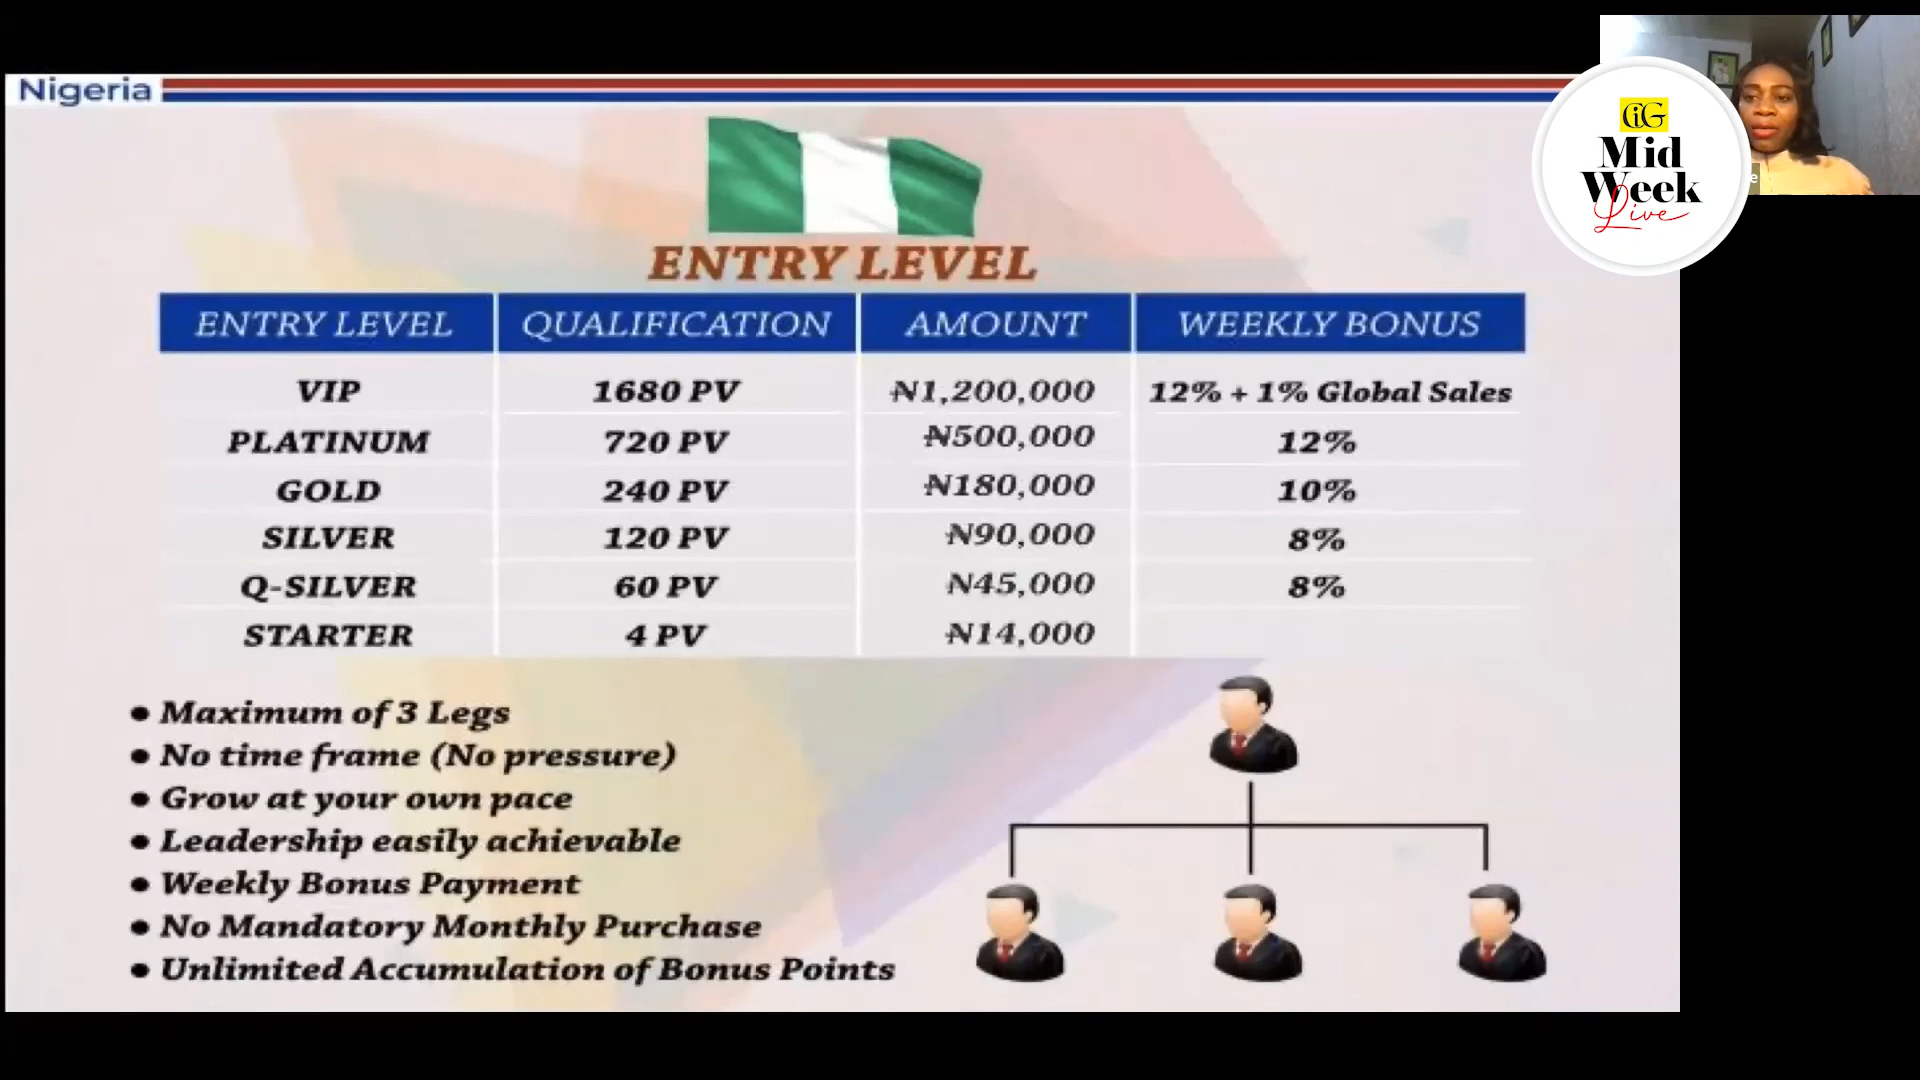 Nigeria
CiG
Mid
Week
Live
e
ENTRY LEVEL
ENTRY LEVEL QUALIFICATION AMOUNT WEEKLY BONUS
VIP 1680 PV ₦1,200,000 12% + 1% Global Sales
PLATINUM 720 PV ₦500,000 12%
GOLD 240 PV ₦180,000 10%
SILVER 120 PV ₦90,000 8%
Q-SILVER 60 PV ₦45,000 8%
STARTER 4 PV ₦14,000
● Maximum of 3 Legs
● No time frame (No pressure)
● Grow at your own pace
● Leadership easily achievable
● Weekly Bonus Payment
● No Mandatory Monthly Purchase
● Unlimited Accumulation of Bonus Points